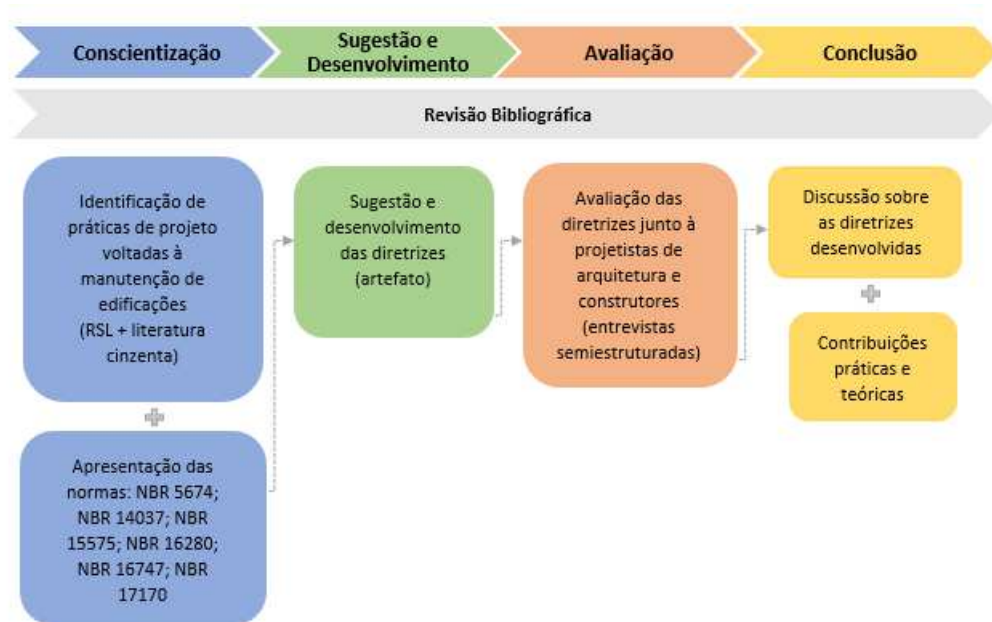 Conscientização
Sugestão e
Desenvolvimento
Avaliação
Conclusão
Revisão Bibliográfica
Identificação de
práticas de projeto
voltadas à
manutenção de
edificações
(RSL + literatura
cinzenta)
Apresentação das
normas: NBR 5674;
NBR 14037; NBR
15575; NBR 16280;
NBR 16747; NBR
17170
Sugestão e
desenvolvimento
das diretrizes
(artefato)
Avaliação das
diretrizes junto à
projetistas de
arquitetura e
construtores
(entrevistas
semiestruturadas)
Discussão sobre
as diretrizes
desenvolvidas
Contribuições
práticas e
teóricas